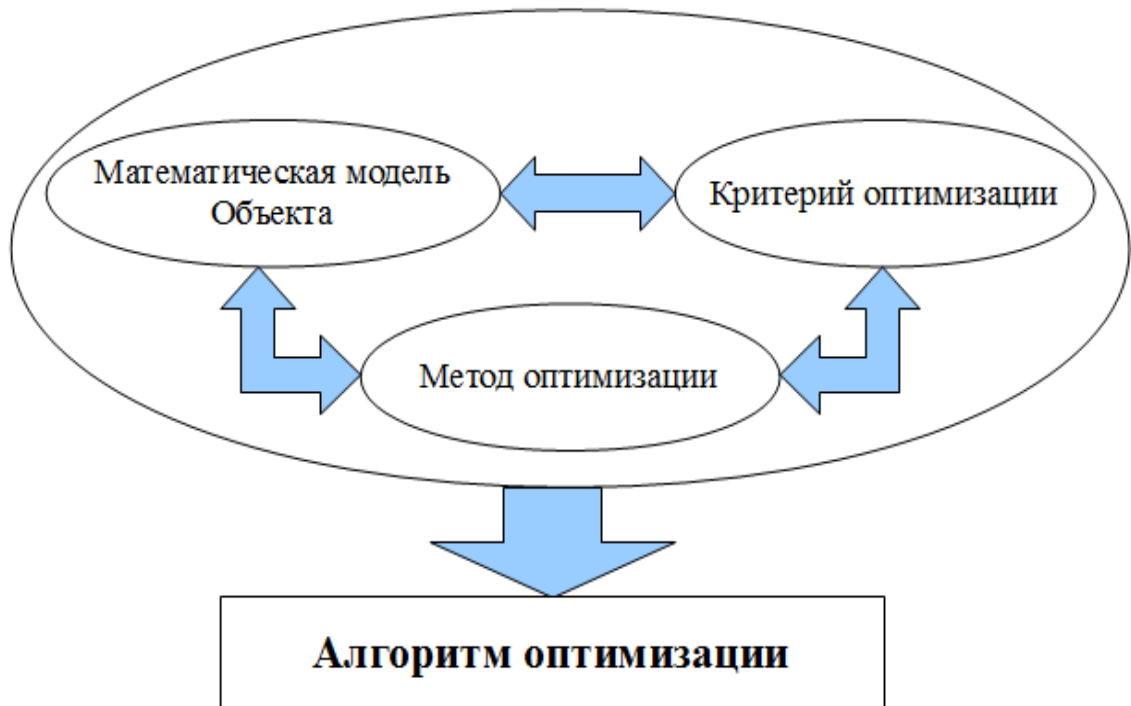 Математическая модель
Объекта
Критерий оптимизации
Метод оптимизации
Алгоритм оптимизации